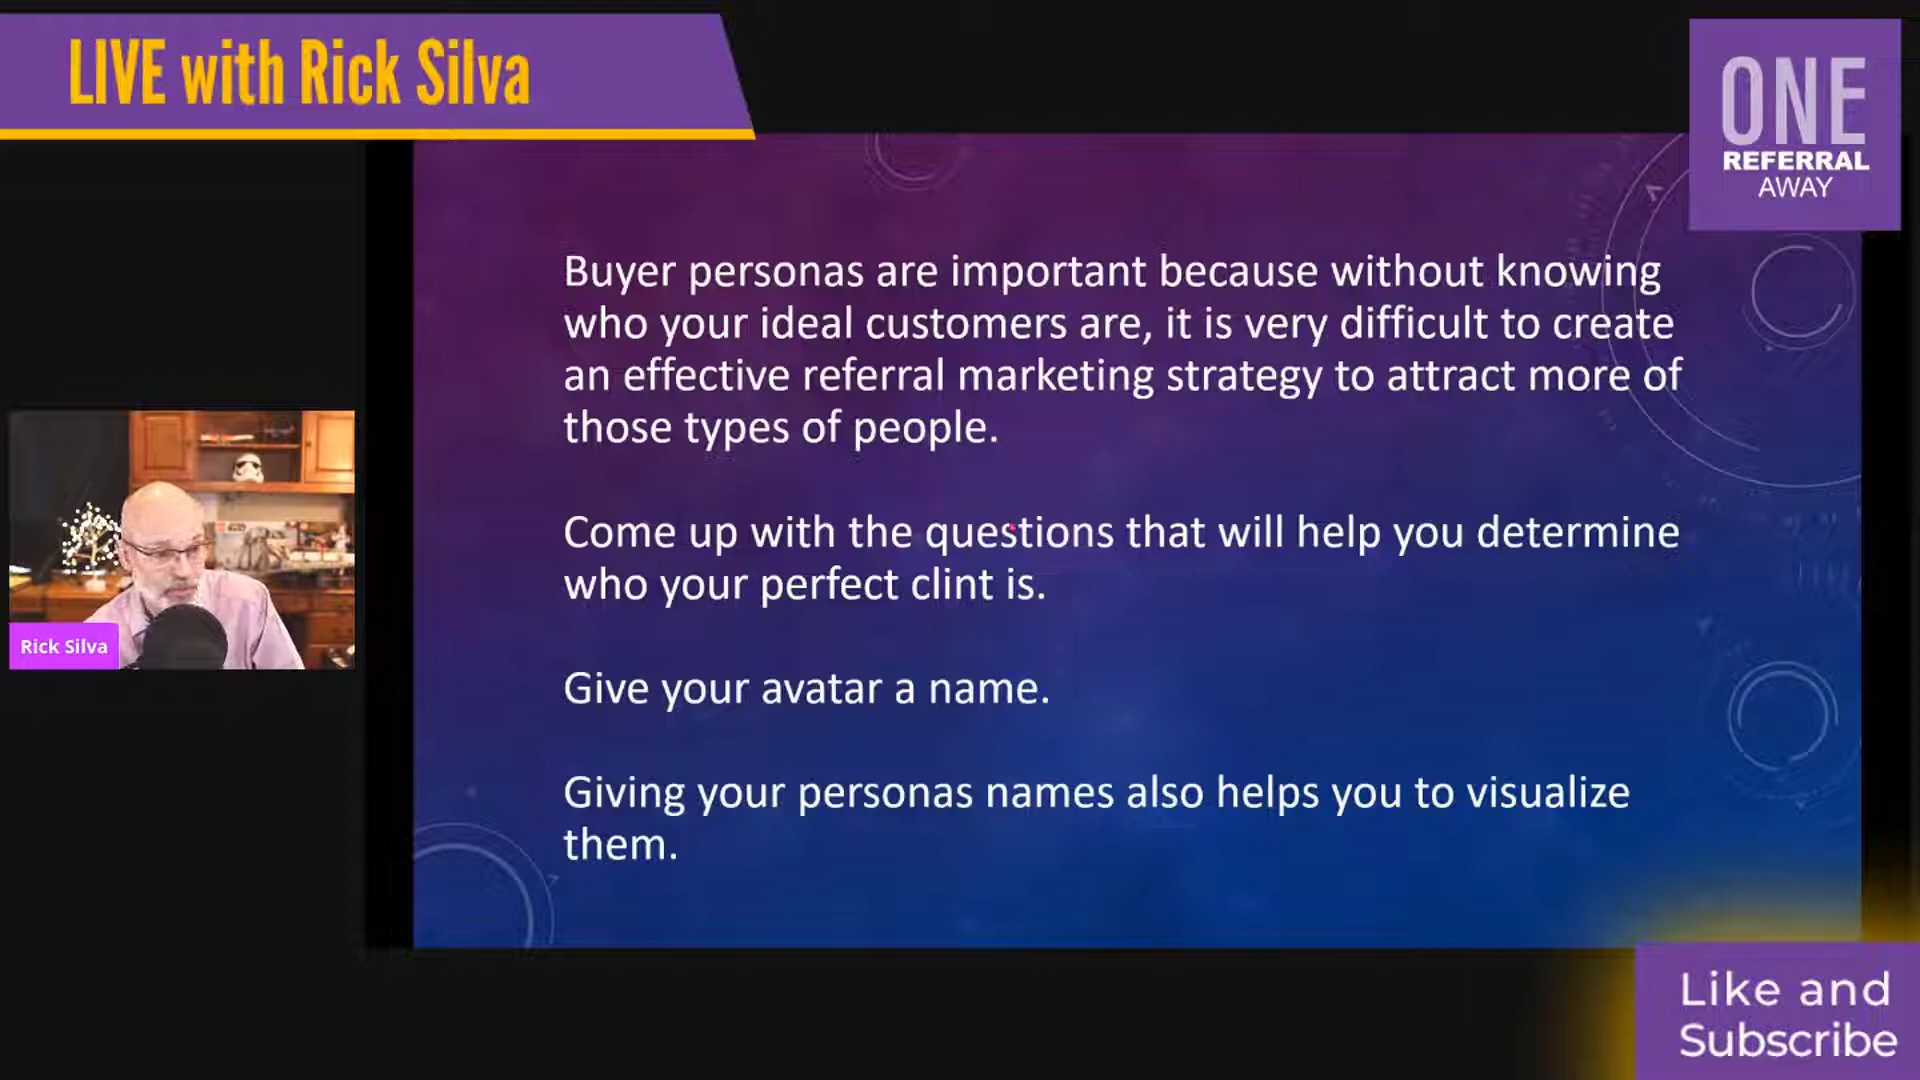 LIVE with Rick Silva
ONE
REFERRAL
AWAY
Buyer personas are important because without knowing
who your ideal customers are, it is very difficult to create
an effective referral marketing strategy to attract more of
those types of people.
Come up with the questions that will help you determine
who your perfect clint is.
Give your avatar a name.
Giving your personas names also helps you to visualize
them.
Rick Silva
Like and
Subscribe